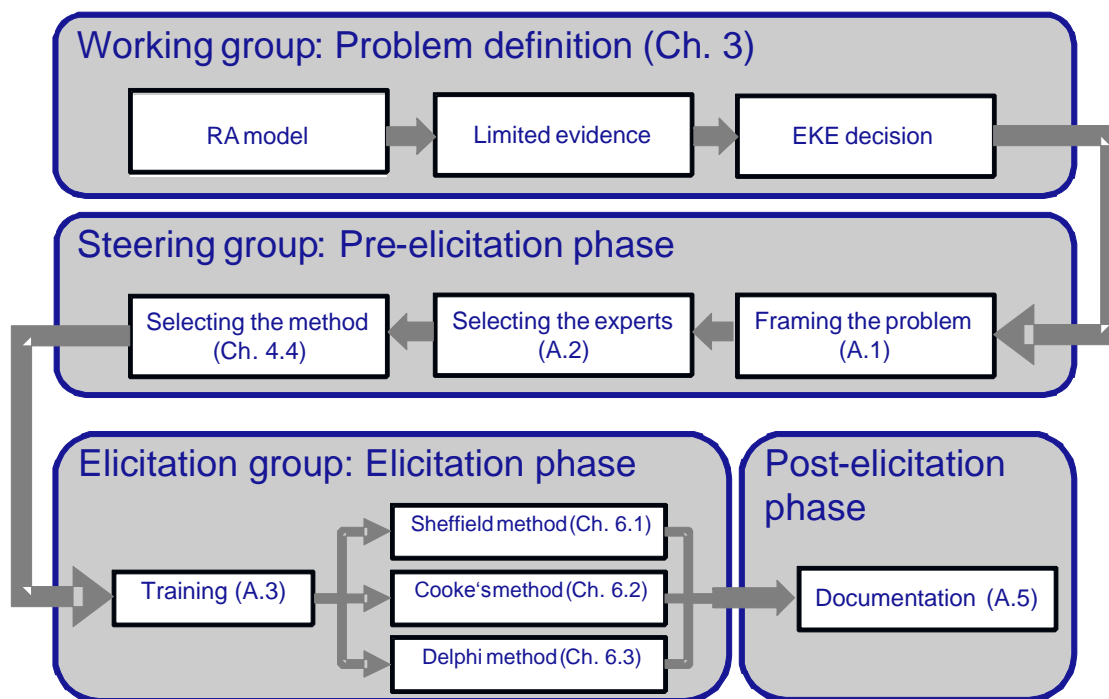 Working group: Problem definition (Ch. 3)
RA model
Limited evidence
EKE decision
Steering group: Pre-elicitation phase
Selecting the method
(Ch. 4.4)
Selecting the experts
(A.2)
Framing the problem
(A.1)
Elicitation group: Elicitation phase
Training (A.3)
Sheffield method (Ch. 6.1)
Cooke‘s method (Ch. 6.2)
Delphi method (Ch. 6.3)
Post-elicitation
phase
Documentation (A.5)